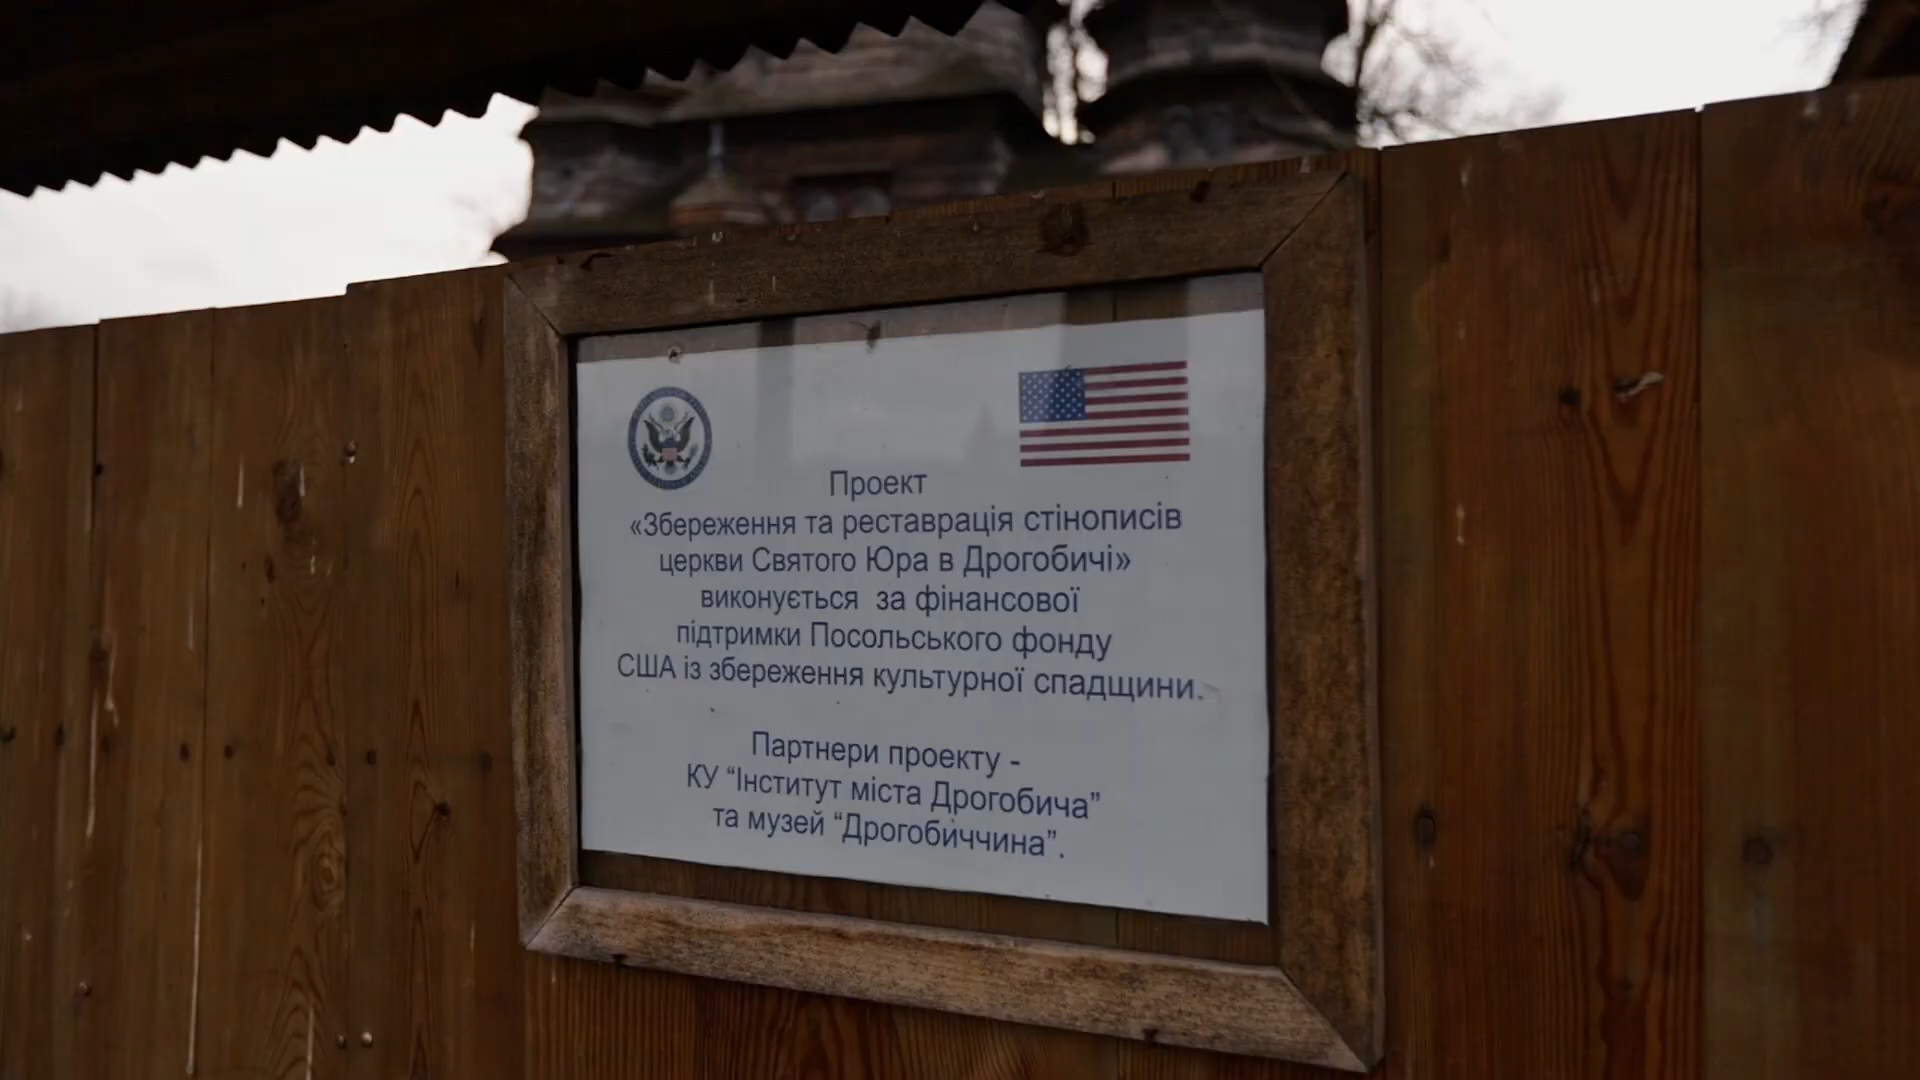 Проект
«Збереження та реставрація стінописів
церкви Святого Юра в Дрогобичі»
виконується за фінансової
підтримки Посольського фонду
США із збереження культурної спадщини.
Партнери проекту -
КУ “Інститут міста Дрогобича”
та музей “Дрогобиччина”.